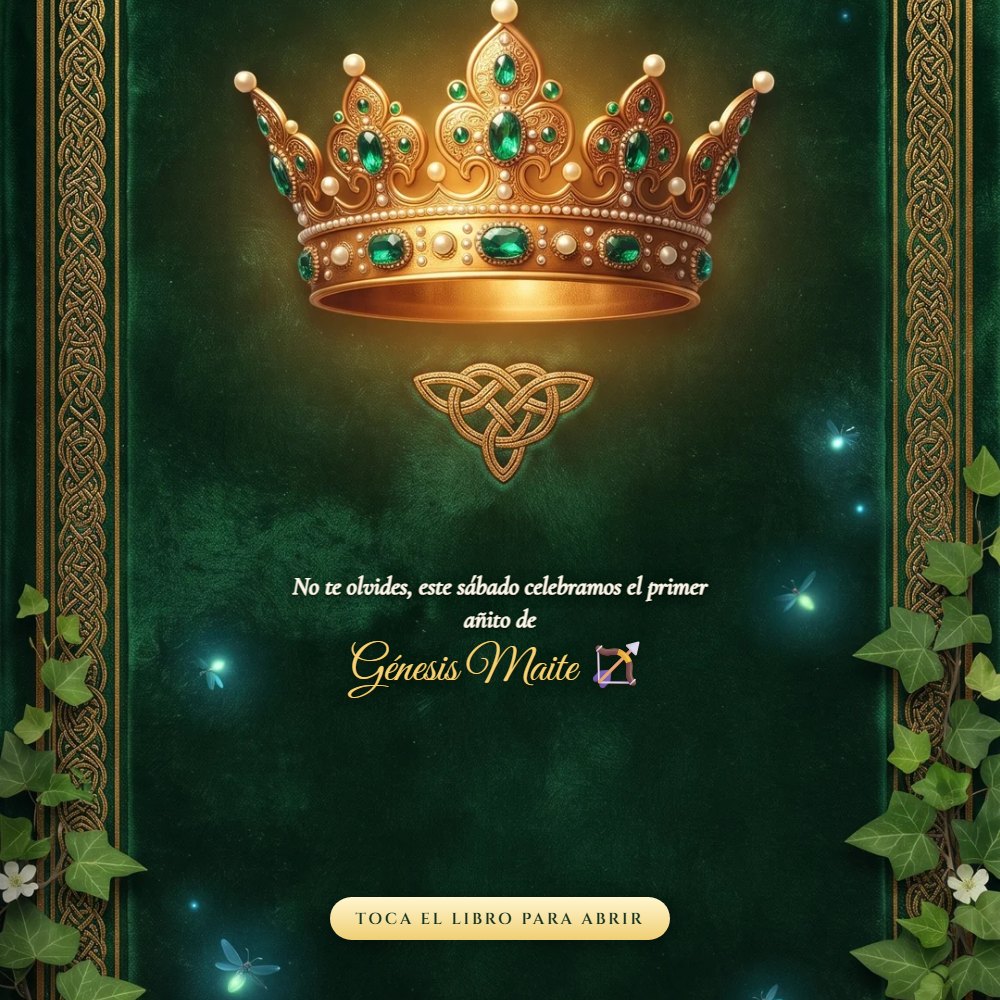 No te olvides, este sábado celebramos el primer
añito de
Génesis Maite 🏹
TOCA EL LIBRO PARA ABRIR